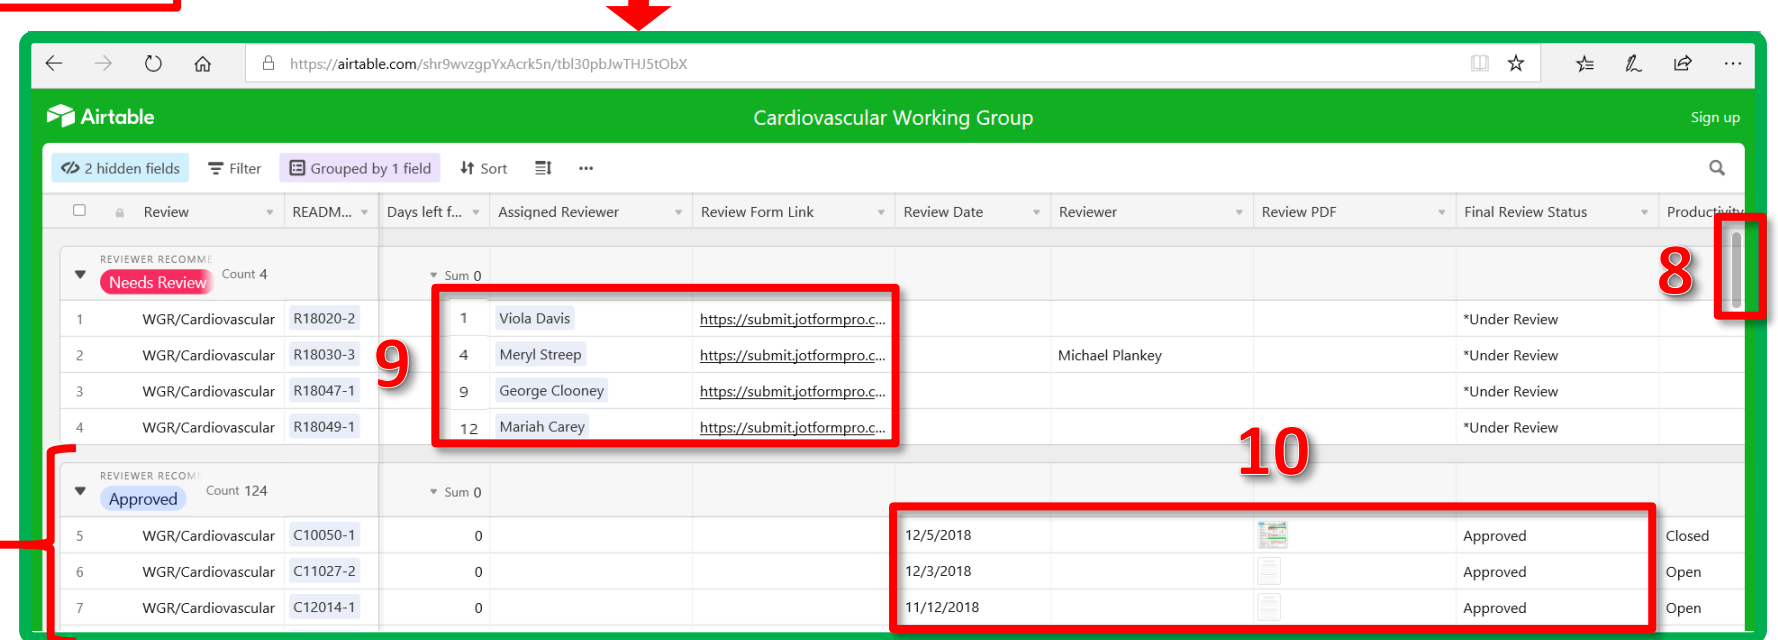 https://airtable.com/shr9wvzgpYxAcrk5n/tbl30pbJwTHJ5tObX
Airtable
Cardiovascular Working Group
Sign up
2 hidden fields Filter Grouped by 1 field Sort
Review READM... Days left f... Assigned Reviewer Review Form Link Review Date Reviewer Review PDF Final Review Status Productivity
8
REVIEWER RECOMME
Needs Review Count 4 Sum 0
1 WGR/Cardiovascular R18020-2 1 Viola Davis https://submit.jotformpro.c... *Under Review
9
2 WGR/Cardiovascular R18030-3 4 Meryl Streep https://submit.jotformpro.c... Michael Plankey *Under Review
3 WGR/Cardiovascular R18047-1 9 George Clooney https://submit.jotformpro.c... *Under Review
4 WGR/Cardiovascular R18049-1 12 Mariah Carey https://submit.jotformpro.c... *Under Review
10
REVIEWER RECOM
Approved Count 124 Sum 0
5 WGR/Cardiovascular C10050-1 0 12/5/2018 Approved Closed
6 WGR/Cardiovascular C11027-2 0 12/3/2018 Approved Open
7 WGR/Cardiovascular C12014-1 0 11/12/2018 Approved Open